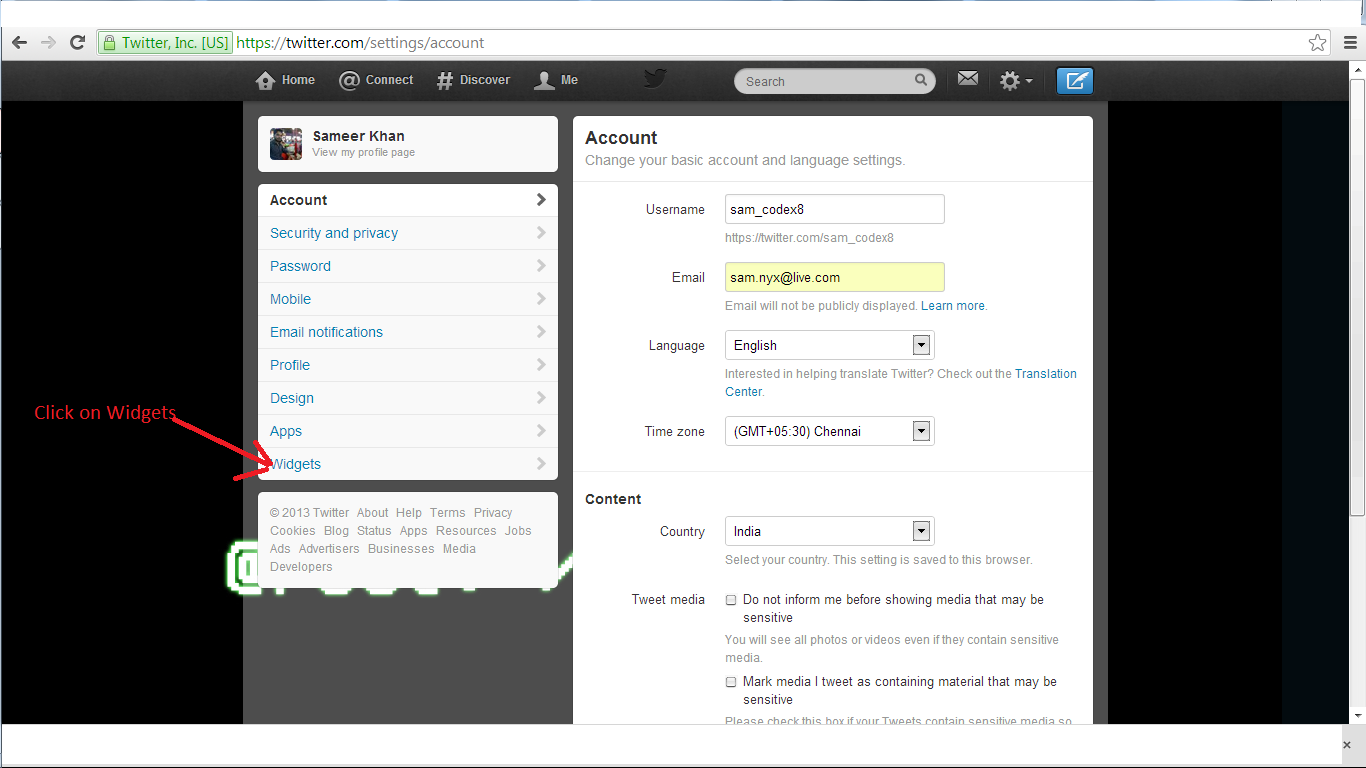 Twitter, Inc. [US] https://twitter.com/settings/account
Home Connect Discover Me Search
Sameer Khan
View my profile page
Account
Security and privacy
Password
Mobile
Email notifications
Profile
Design
Apps
Widgets
Click on Widgets
© 2013 Twitter About Help Terms Privacy
Cookies Blog Status Apps Resources Jobs
Ads Advertisers Businesses Media
Developers
Account
Change your basic account and language settings.
Username sam_codex8
https://twitter.com/sam_codex8
Email sam.nyx@live.com
Email will not be publicly displayed. Learn more.
Language English
Interested in helping translate Twitter? Check out the Translation
Center.
Time zone (GMT+05:30) Chennai
Content
Country India
Select your country. This setting is saved to this browser.
Tweet media Do not inform me before showing media that may be
sensitive
You will see all photos or videos even if they contain sensitive
media.
Mark media I tweet as containing material that may be
sensitive
Please check this box if your Tweets contain sensitive media so